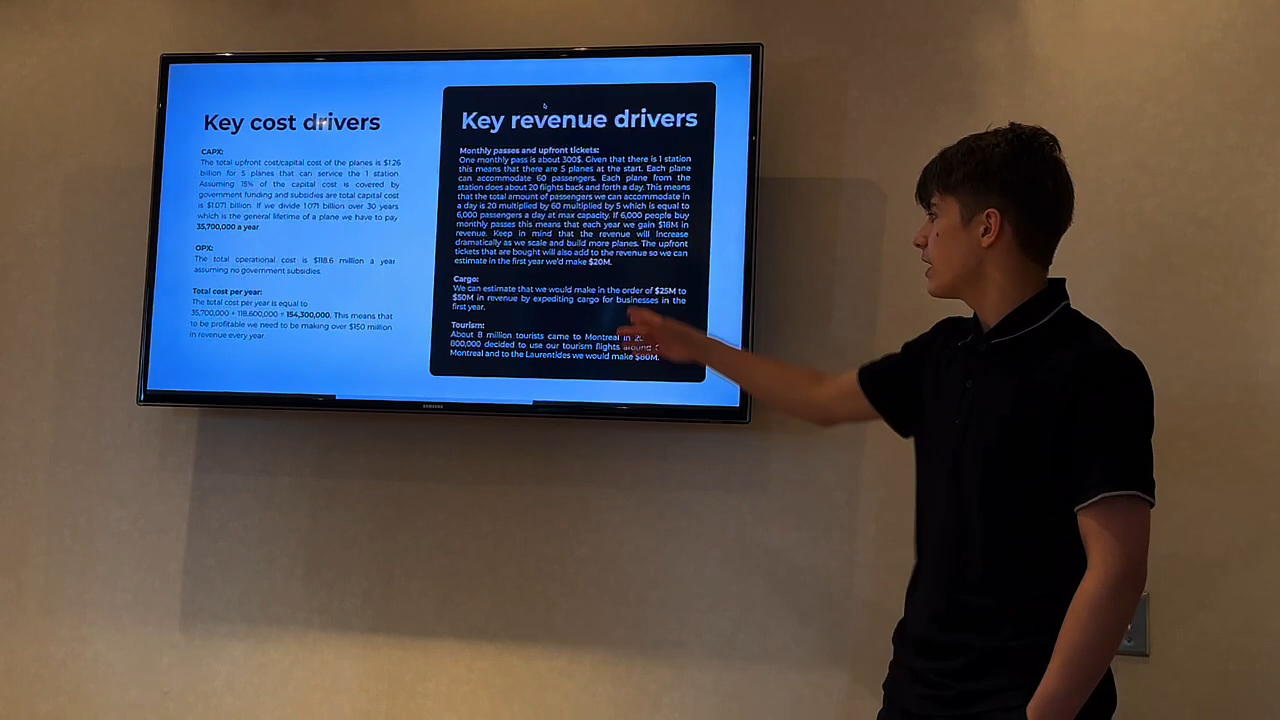 Key cost drivers
CAPX:
The total upfront cost/capital cost of the planes is $1.26
billion for 5 planes that can service the 1 station
Assuming 15% of the capital cost is covered by
government funding and subsidies are total capital cost
is $1.071 billion. If we divide 1.071 billion over 30 years
which is the general lifetime of a plane we have to pay
35,700,000 a year.
OPX:
The total operational cost is $118.6 million a year
assuming no government subsidies.
Total cost per year:
The total cost per year is equal to
35,700,000 + 118,600,000 = 154,300,000. This means that
to be profitable we need to be making over $150 million
in revenue every year.
Key revenue drivers
Monthly passes and upfront tickets:
One monthly pass is about 300$. Given that there is 1 station
this means that there are 5 planes at the start. Each plane
can accommodate 60 passengers. Each plane from the
station does about 20 flights back and forth a day. This means
that the total amount of passengers we can accommodate in
a day is 20 multiplied by 60 multiplied by 5 which is equal to
6,000 passengers a day at max capacity. If 6,000 people buy
monthly passes this means that each year we gain $18M in
revenue. Keep in mind that the revenue will increase
dramatically as we scale and build more planes. The upfront
tickets that are bought will also add to the revenue so we can
estimate in the first year we'd make $20M.
Cargo:
We can estimate that we would make in the order of $25M to
$50M in revenue by expediting cargo for businesses in the
first year.
Tourism:
About 8 million tourists came to Montreal in
800,000 decided to use our tourism flights around
Montreal and to the Laurentides we would make $80M.
SAMSUNG